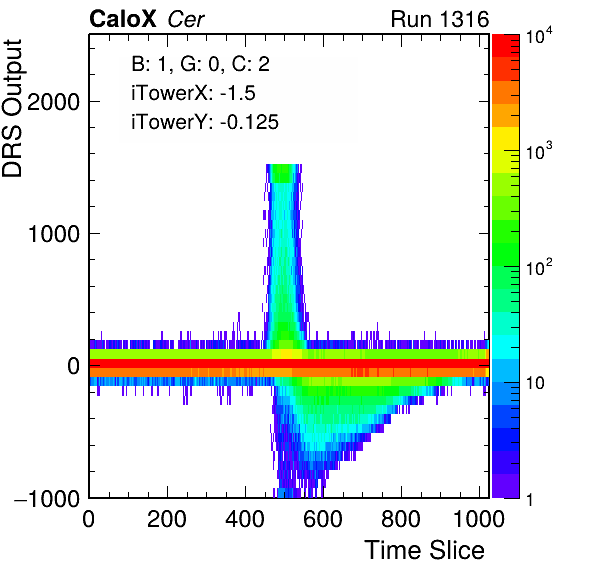 CaloX Cer Run 1316
B: 1, G: 0, C: 2
iTowerX: -1.5
iTowerY: -0.125
DRS Output
2000
1000
0
−1000
0 200 400 600 800 1000
Time Slice
10^4
10^3
10^2
10
1